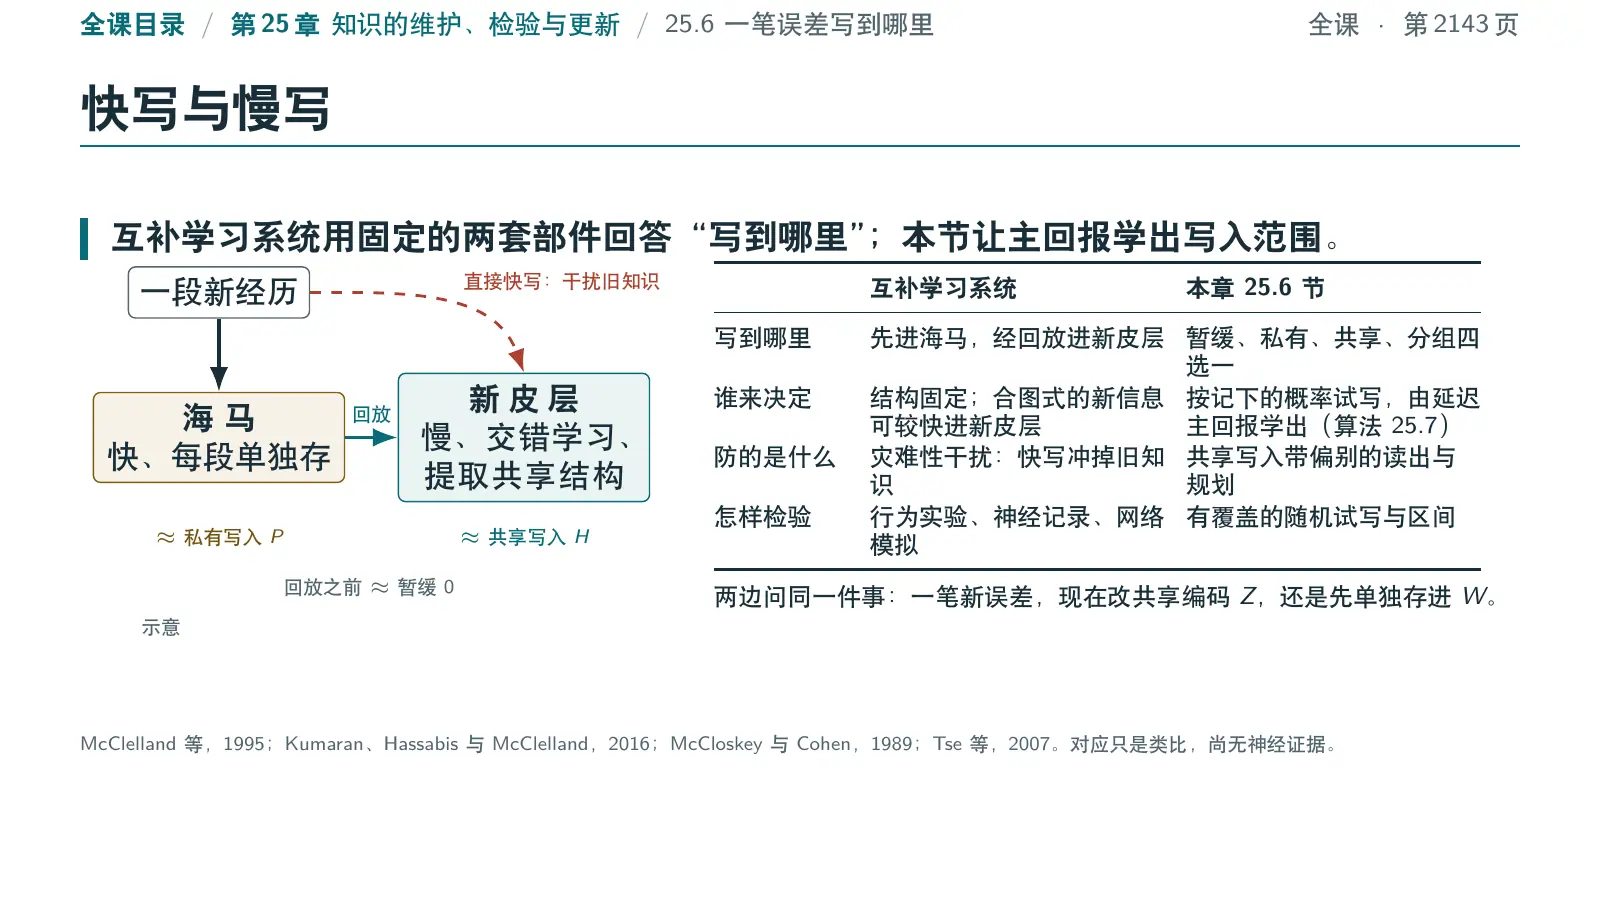 全课目录 / 第 25 章 知识的维护、检验与更新 / 25.6 一笔误差写到哪里
全课 · 第 2143 页
快写与慢写
互补学习系统用固定的两套部件回答“写到哪里”；本节让主回报学出写入范围。
一段新经历
直接快写：干扰旧知识
海 马
快、每段单独存
回放
新 皮 层
慢、交错学习、
提取共享结构
≈ 私有写入 P
≈ 共享写入 H
回放之前 ≈ 暂缓 0
示意
互补学习系统 本章 25.6 节
写到哪里 先进海马，经回放进新皮层 暂缓、私有、共享、分组四
选一
谁来决定 结构固定；合图式的新信息 按记下的概率试写，由延迟
可较快进新皮层 主回报学出（算法 25.7）
防的是什么 灾难性干扰：快写冲掉旧知 共享写入带偏别的读出与
识 规划
怎样检验 行为实验、神经记录、网络 有覆盖的随机试写与区间
模拟
两边问同一件事：一笔新误差，现在改共享编码 Z，还是先单独存进 W。
McClelland 等，1995；Kumaran、Hassabis 与 McClelland，2016；McCloskey 与 Cohen，1989；Tse 等，2007。对应只是类比，尚无神经证据。